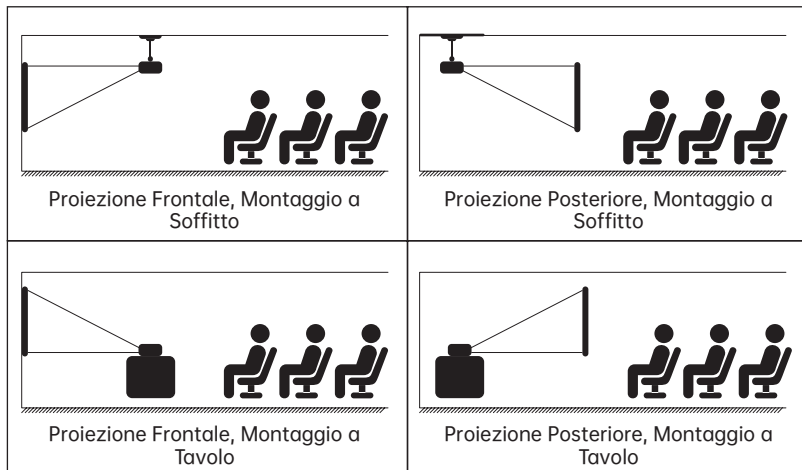 Proiezione Frontale, Montaggio a
Soffitto
Proiezione Posteriore, Montaggio a
Soffitto
Proiezione Frontale, Montaggio a
Tavolo
Proiezione Posteriore, Montaggio a
Tavolo